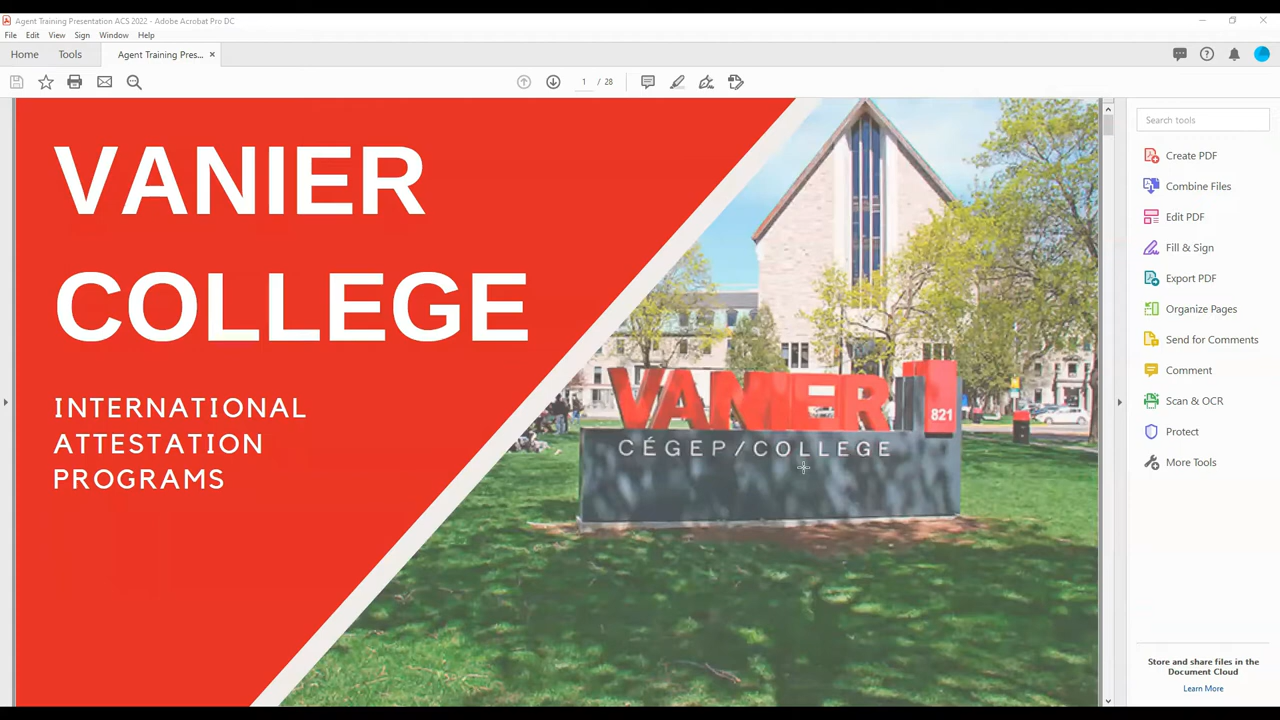 Agent Training Presentation ACS 2022 - Adobe Acrobat Pro DC
File Edit View Sign Window Help
Home Tools Agent Training Pres... ×
1 / 28
VANIER
COLLEGE
INTERNATIONAL
ATTESTATION
PROGRAMS
VANIER
821
CÉGEP/COLLEGE
Search tools
Create PDF
Combine Files
Edit PDF
Fill & Sign
Export PDF
Organize Pages
Send for Comments
Comment
Scan & OCR
Protect
More Tools
Store and share files in the
Document Cloud
Learn More